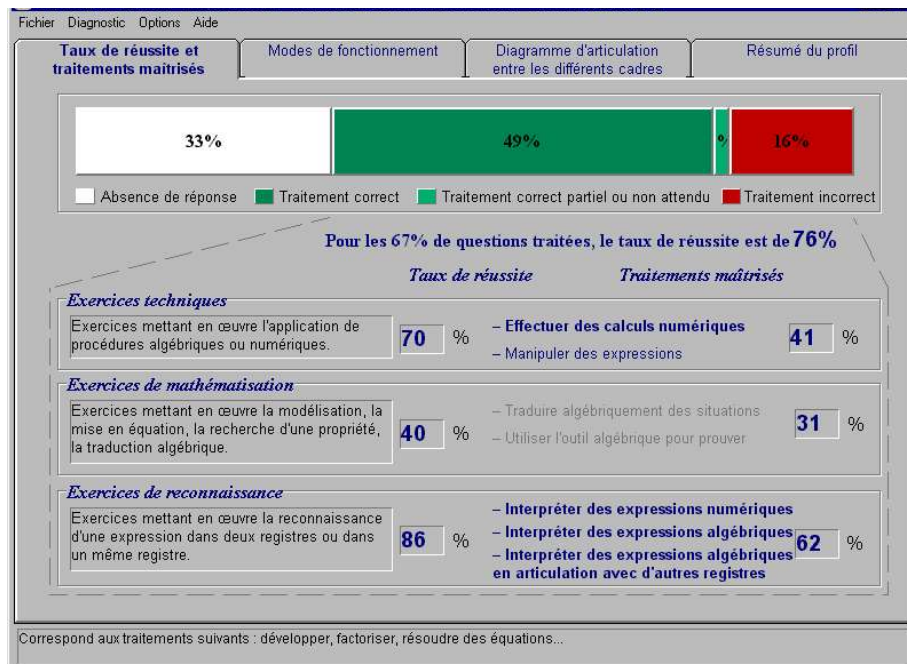 Fichier Diagnostic Options Aide
Taux de réussite et
traitements maîtrisés
Modes de fonctionnement
Diagramme d'articulation
entre les différents cadres
Résumé du profil
33% 49% % 16%
Absence de réponse Traitement correct Traitement correct partiel ou non attendu Traitement incorrect
Pour les 67% de questions traitées, le taux de réussite est de 76%
Taux de réussite Traitements maîtrisés
Exercices techniques
Exercices mettant en œuvre l'application de
procédures algébriques ou numériques.
70 %
– Effectuer des calculs numériques
– Manipuler des expressions
41 %
Exercices de mathématisation
Exercices mettant en œuvre la modélisation, la
mise en équation, la recherche d'une propriété,
la traduction algébrique.
40 %
– Traduire algébriquement des situations
– Utiliser l'outil algébrique pour prouver
31 %
Exercices de reconnaissance
Exercices mettant en œuvre la reconnaissance
d'une expression dans deux registres ou dans
un même registre.
86 %
– Interpréter des expressions numériques
– Interpréter des expressions algébriques
– Interpréter des expressions algébriques
en articulation avec d'autres registres
62 %
Correspond aux traitements suivants : développer, factoriser, résoudre des équations...